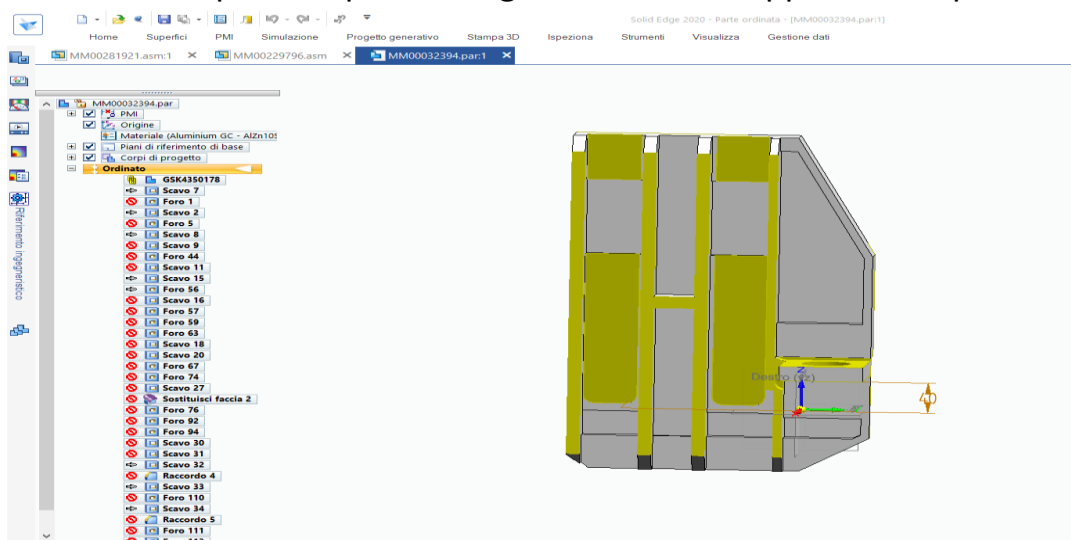 Solid Edge 2020 - Parte ordinata - [MM00032394.par:1]
Home Superfici PMI Simulazione Progetto generativo Stampa 3D Ispeziona Strumenti Visualizza Gestione dati
MM00281921.asm:1 MM00229796.asm MM00032394.par:1
MM00032394.par
PMI
Origine
Materiale (Aluminium GC - AlZn10
Piani di riferimento di base
Corpi di progetto
Ordinato
GSK4350178
Scavo 7
Foro 1
Scavo 2
Foro 5
Scavo 8
Scavo 9
Foro 44
Scavo 11
Scavo 15
Foro 56
Scavo 16
Foro 57
Foro 59
Foro 63
Scavo 18
Scavo 20
Foro 67
Foro 74
Scavo 27
Sostituisci faccia 2
Foro 76
Foro 92
Foro 94
Scavo 30
Scavo 31
Scavo 32
Raccordo 4
Scavo 33
Foro 110
Scavo 34
Raccordo 5
Foro 111
Riferimento ingegneristico
Z
40